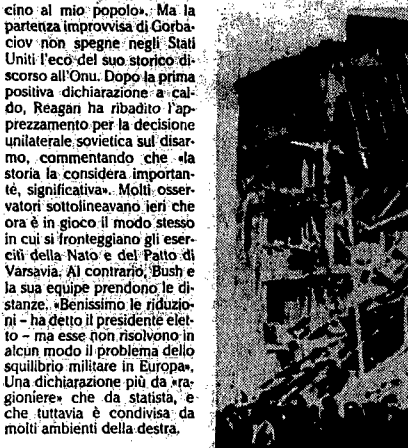 cino al mio popolo». Ma la
partenza improvvisa di Gorba-
ciov non spegne negli Stati
Uniti l'eco del suo storico di-
scorso all'Onu. Dopo la prima
positiva dichiarazione a cal-
do, Reagan ha ribadito l'ap-
prezzamento per la decisione
unilaterale sovietica sul disar-
mo, commentando che «la
storia la considera importan-
te, significativa». Molti osser-
vatori sottolineavano ieri che
ora è in gioco il modo stesso
in cui si fronteggiano gli eser-
citi della Nato e del Patto di
Varsavia. Al contrario, Bush e
la sua equipe prendono le di-
stanze. «Benissimo le riduzio-
ni – ha detto il presidente elet-
to – ma esse non risolvono in
alcun modo il problema dello
squilibrio militare in Europa».
Una dichiarazione più da «ra-
gioniere» che da statista, e
che tuttavia è condivisa da
molti ambienti della destra.